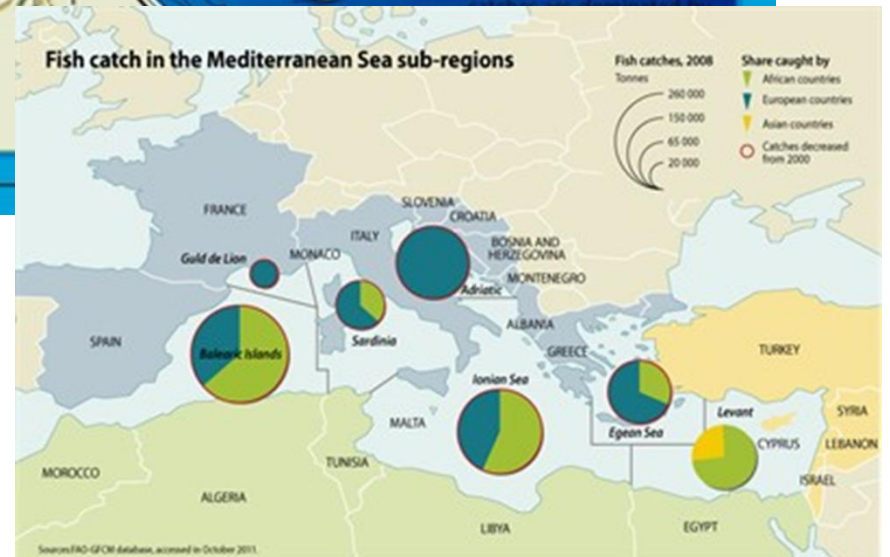 Fish catch in the Mediterranean Sea sub-regions
Fish catches, 2008
Tonnes
260 000
150 000
65 000
20 000
Share caught by
African countries
European countries
Asian countries
Catches decreased
from 2000
FRANCE
SLOVENIA
CROATIA
ITALY
BOSNIA AND
HERZEGOVINA
Guld de Lion
MONACO
MONTENEGRO
Adriatic
SPAIN
Balearic Islands
Sardinia
ALBANIA
GREECE
TURKEY
Ionian Sea
MALTA
Egean Sea
Levant
SYRIA
CYPRUS
LEBANON
ISRAEL
MOROCCO
TUNISIA
ALGERIA
LIBYA
EGYPT
Sources:FAO-GFCM database, accessed in October 2011.